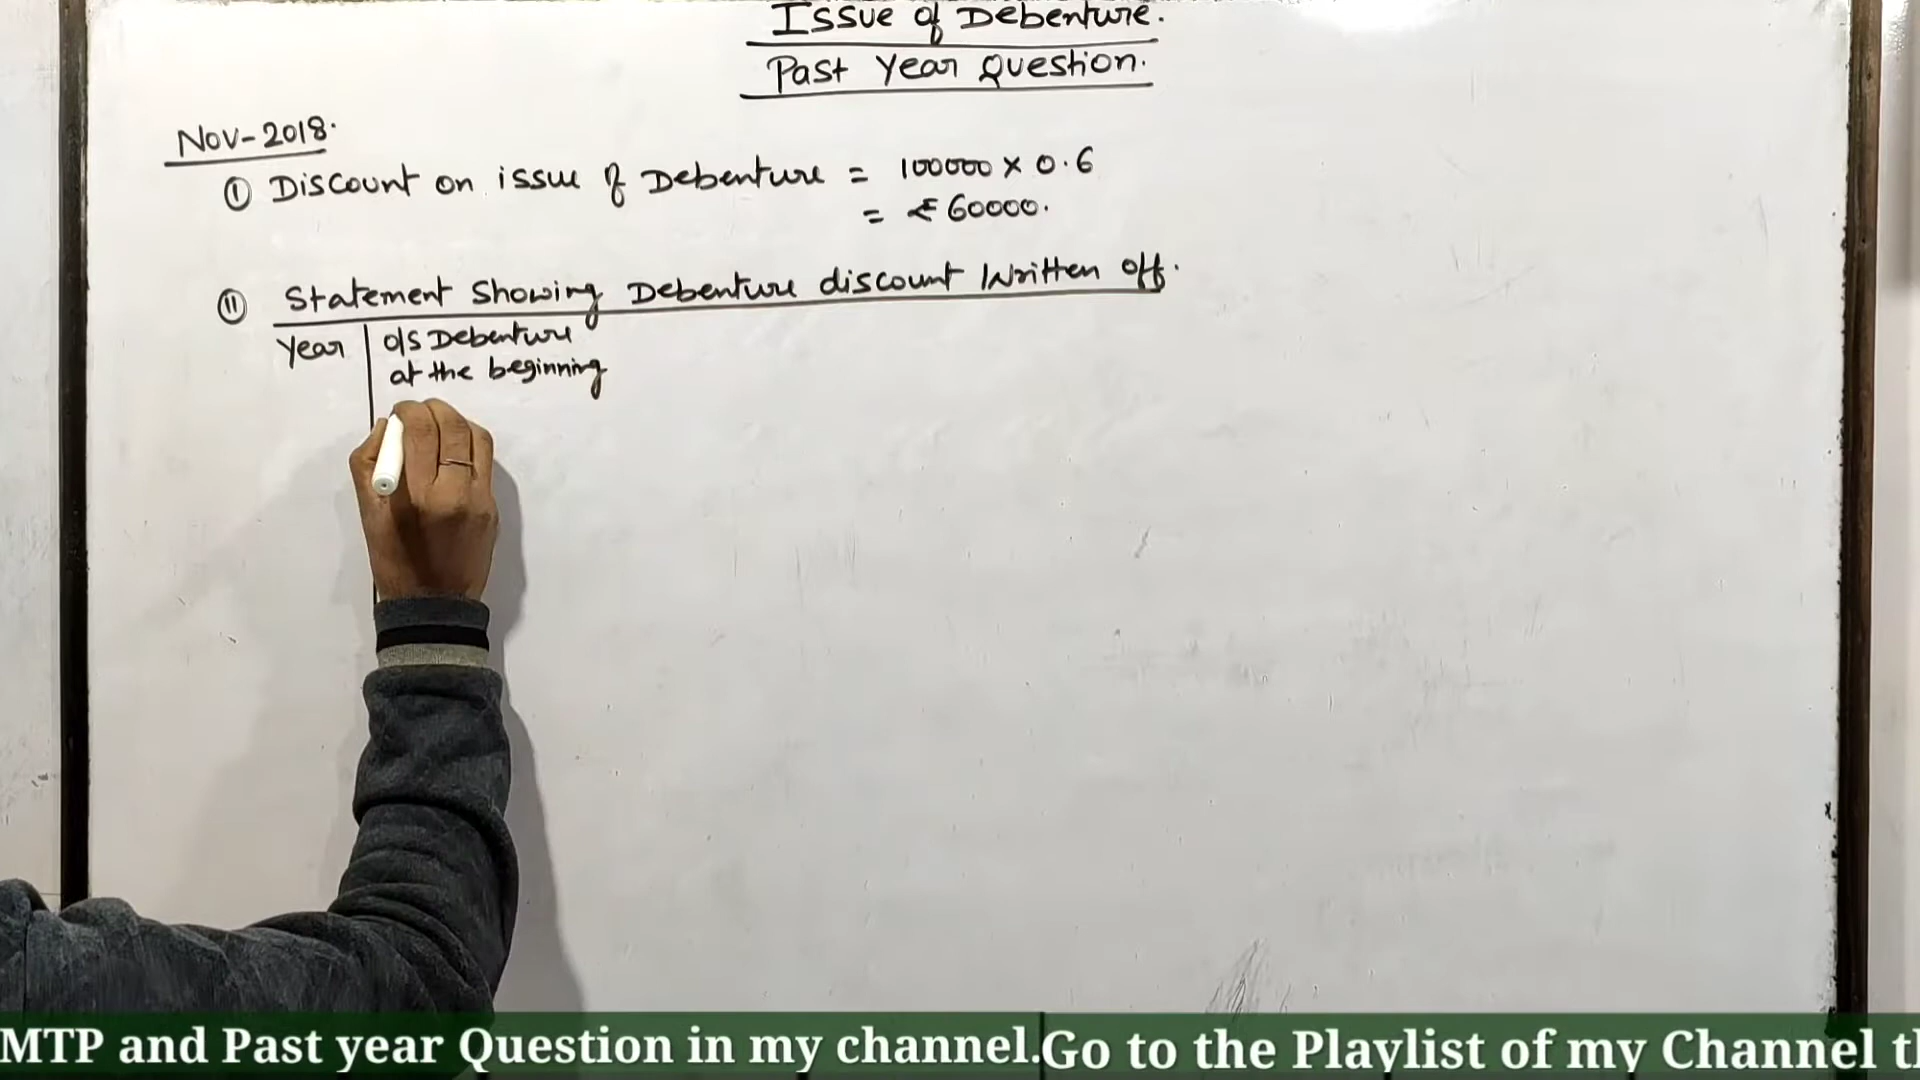 Issue of Debenture.
Past Year Question.
Nov-2018.
① Discount on issue of Debenture = 100000 × 0.6
= ₹ 60000.
⑪ Statement Showing Debenture discount Written off.
Year
o/s Debenture
at the beginning
MTP and Past year Question in my channel. Go to the Playlist of my Channel t